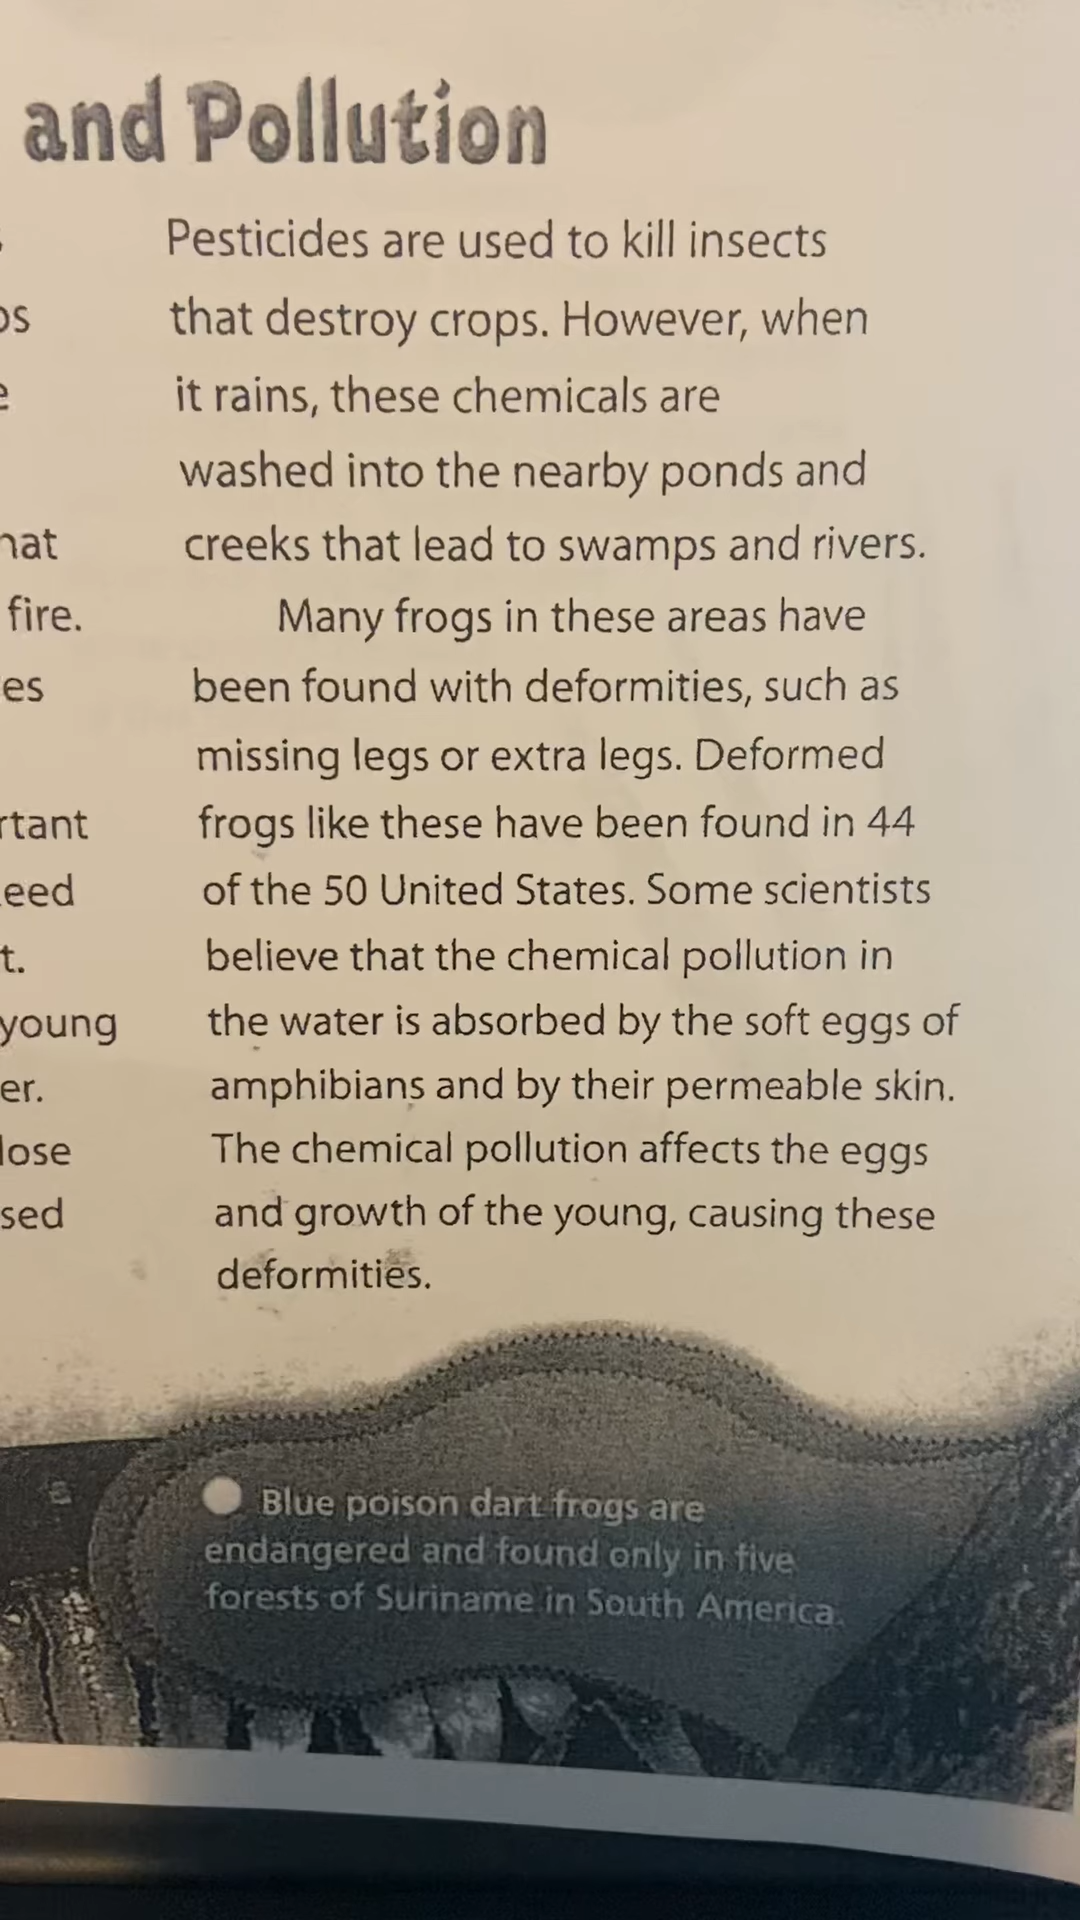 and Pollution
Pesticides are used to kill insects
that destroy crops. However, when
it rains, these chemicals are
washed into the nearby ponds and
creeks that lead to swamps and rivers.
Many frogs in these areas have
been found with deformities, such as
missing legs or extra legs. Deformed
frogs like these have been found in 44
of the 50 United States. Some scientists
believe that the chemical pollution in
the water is absorbed by the soft eggs of
amphibians and by their permeable skin.
The chemical pollution affects the eggs
and growth of the young, causing these
deformities.
fire.
young
Blue poison dart frogs are
endangered and found only in five
forests of Suriname in South America.